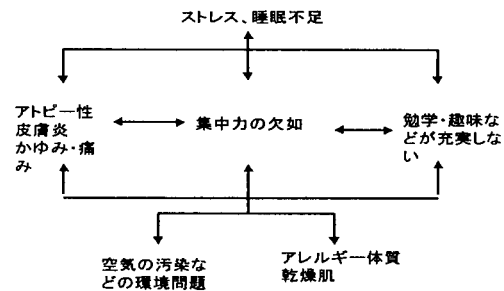 ストレス、睡眠不足
アトピー性
皮膚炎
かゆみ・痛
み
集中力の欠如
勉学・趣味な
どが充実しな
い
空気の汚染な
どの環境問題
アレルギー体質
乾燥肌